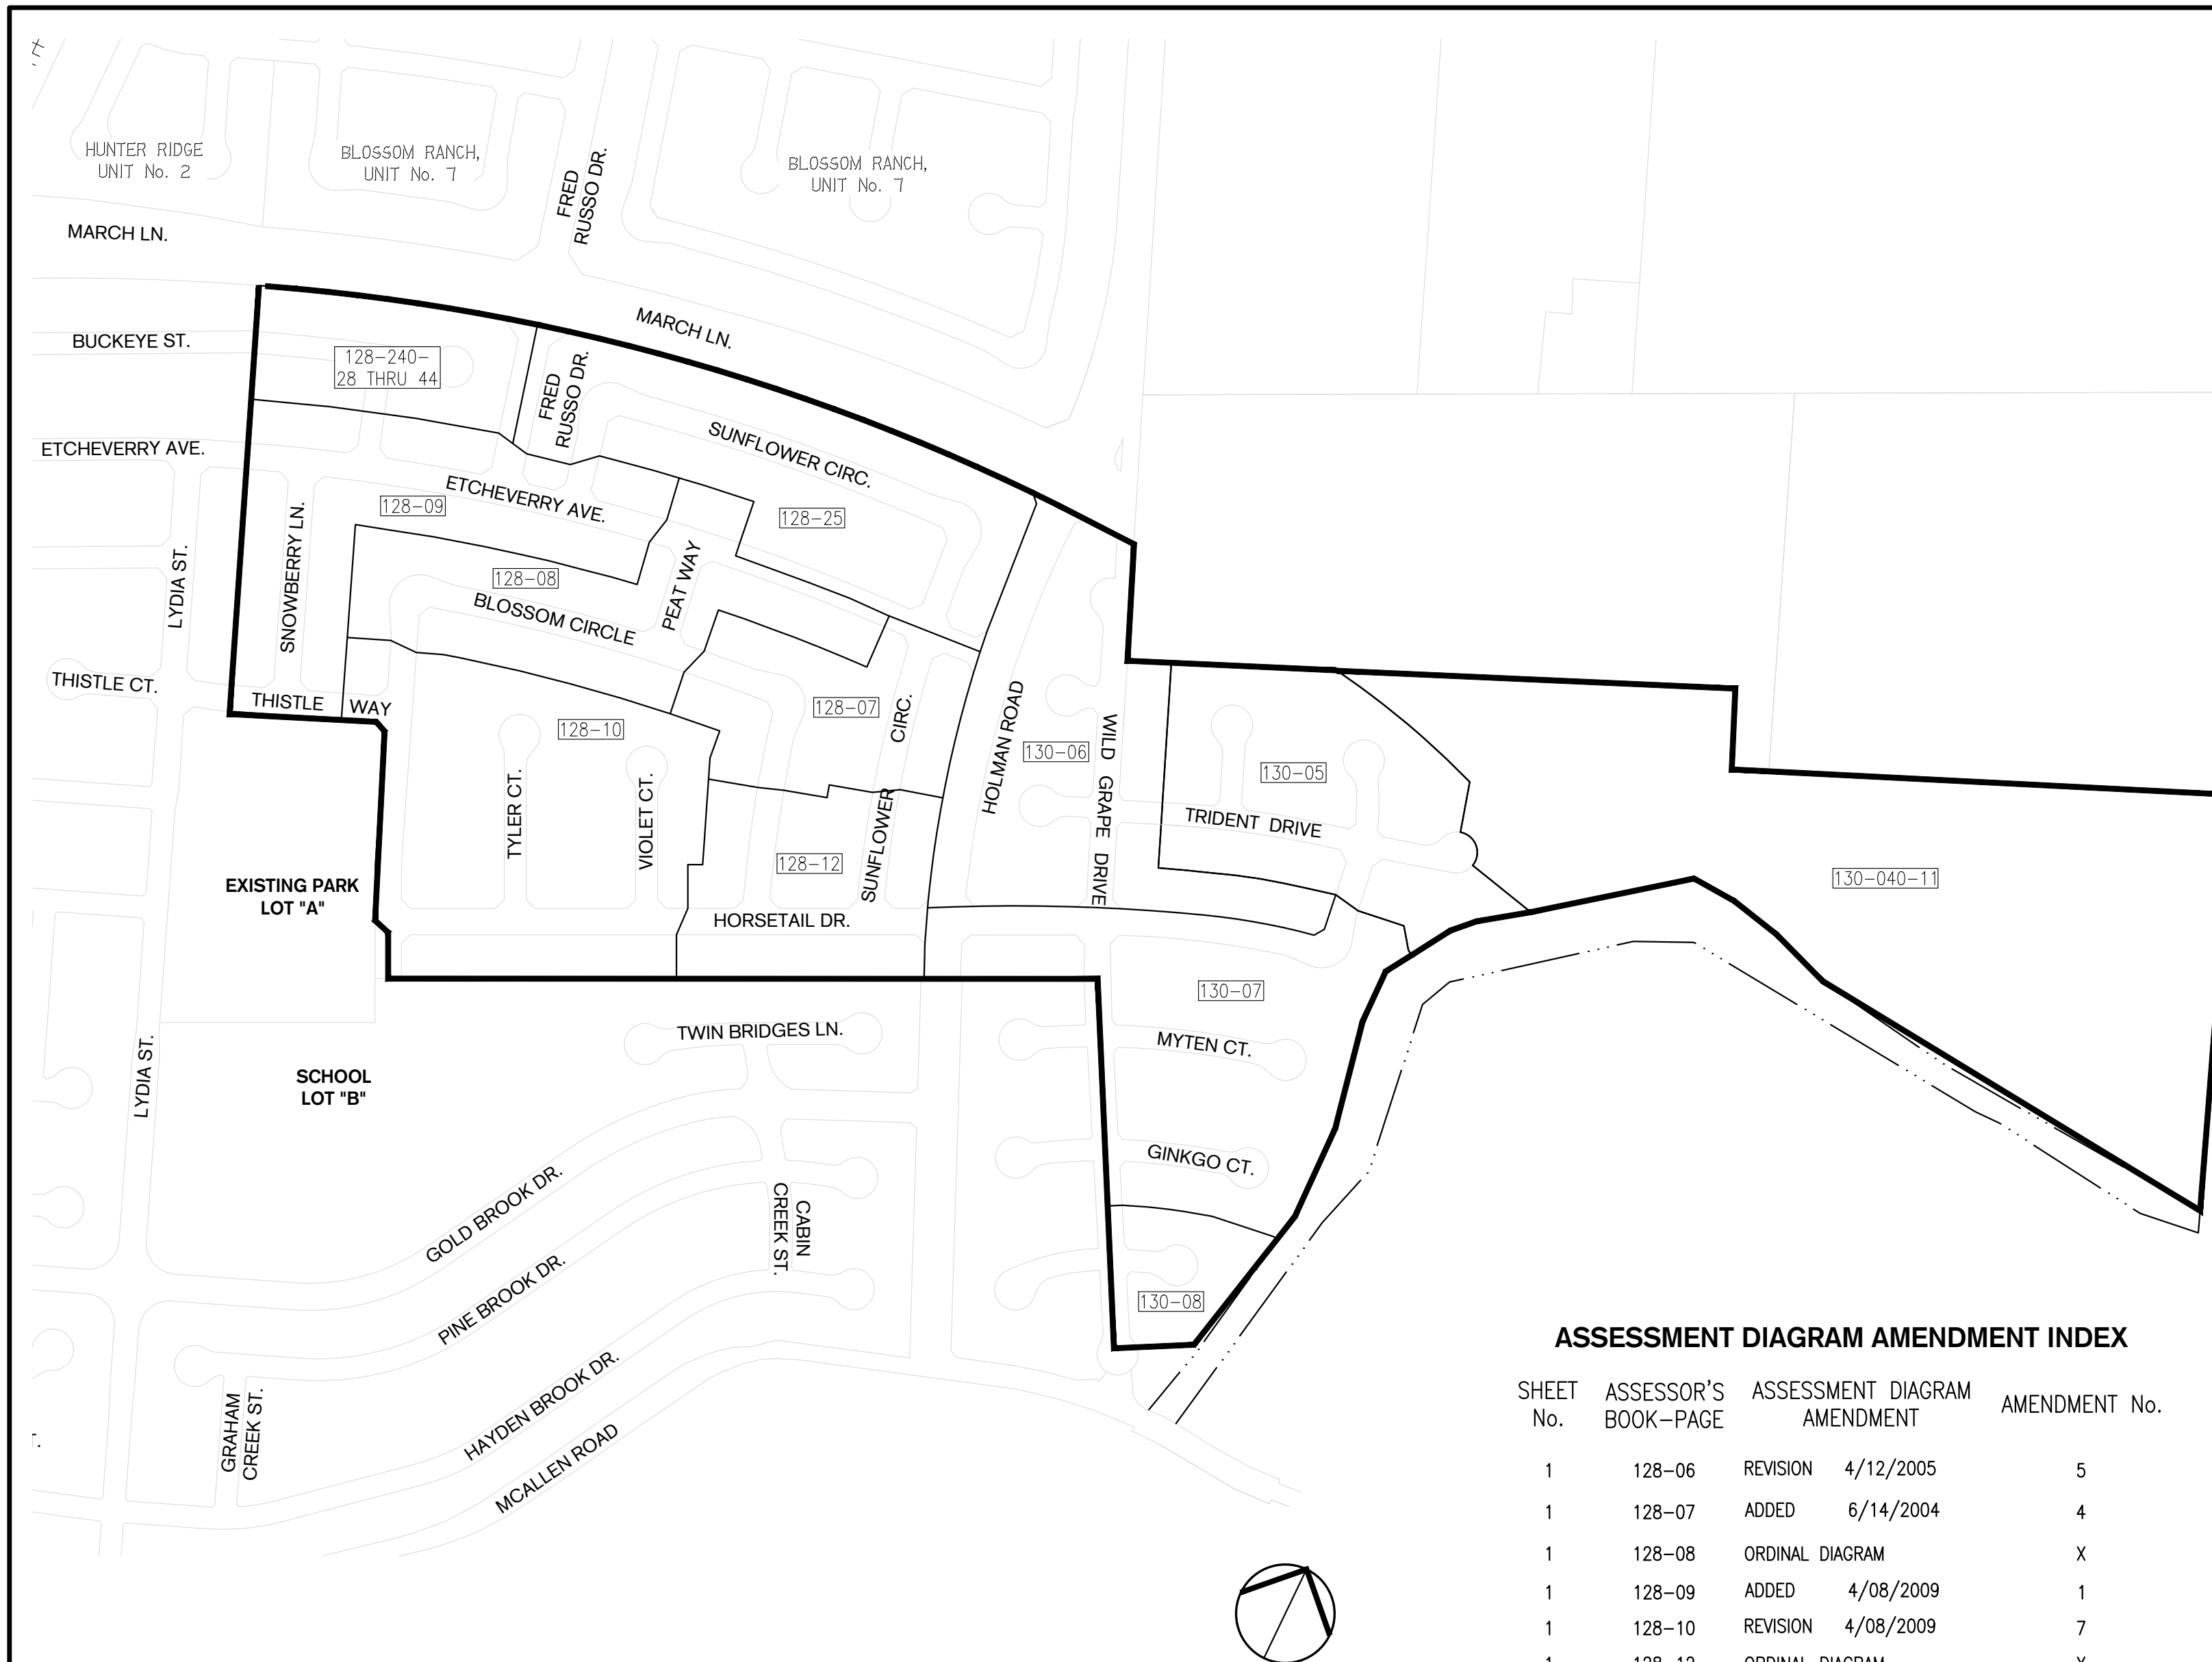 HUNTER RIDGE
UNIT No. 2
BLOSSOM RANCH,
UNIT No. 7
FRED
RUSSO DR.
BLOSSOM RANCH,
UNIT No. 7
MARCH LN.
MARCH LN.
BUCKEYE ST.
128-240-
28 THRU 44
FRED
RUSSO DR.
SUNFLOWER CIRC.
ETCHEVERRY AVE.
ETCHEVERRY AVE.
128-09
128-25
SNOWBERRY LN.
LYDIA ST.
128-08
PEAT WAY
BLOSSOM CIRCLE
THISTLE CT.
THISTLE WAY
128-07
CIRC.
128-10
HOLMAN ROAD
130-06
WILD GRAPE DRIVE
130-05
TRIDENT DRIVE
TYLER CT.
VIOLET CT.
SUNFLOWER
128-12
130-040-11
EXISTING PARK
LOT "A"
HORSETAIL DR.
130-07
TWIN BRIDGES LN.
MYTEN CT.
LYDIA ST.
SCHOOL
LOT "B"
GINKGO CT.
GOLD BROOK DR.
CABIN
CREEK ST.
PINE BROOK DR.
130-08
HAYDEN BROOK DR.
GRAHAM
CREEK ST.
MCALLEN ROAD
T.
ASSESSMENT DIAGRAM AMENDMENT INDEX
SHEET No. ASSESSOR'S BOOK-PAGE ASSESSMENT DIAGRAM AMENDMENT AMENDMENT No.
1 128-06 REVISION 4/12/2005 5
1 128-07 ADDED 6/14/2004 4
1 128-08 ORDINAL DIAGRAM X
1 128-09 ADDED 4/08/2009 1
1 128-10 REVISION 4/08/2009 7
1 128-12 ORDINAL DIAGRAM X